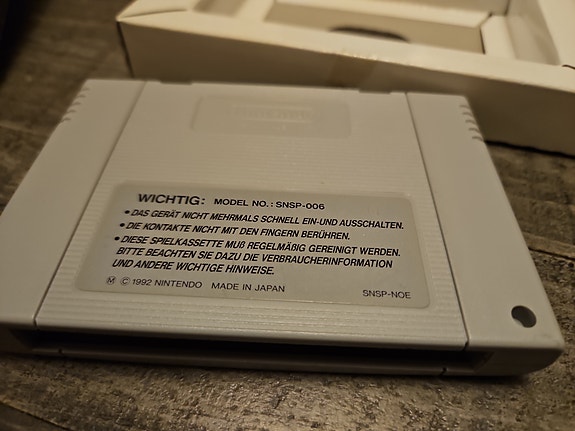 WICHTIG: MODEL NO.: SNSP-006
• DAS GERÄT NICHT MEHRMALS SCHNELL EIN-UND AUSSCHALTEN.
• DIE KONTAKTE NICHT MIT DEN FINGERN BERÜHREN.
• DIESE SPIELKASSETTE MUß REGELMÄßIG GEREINIGT WERDEN.
BITTE BEACHTEN SIE DAZU DIE VERBRAUCHERINFORMATION
UND ANDERE WICHTIGE HINWEISE.
Ⓜ © 1992 NINTENDO MADE IN JAPAN SNSP-NOE